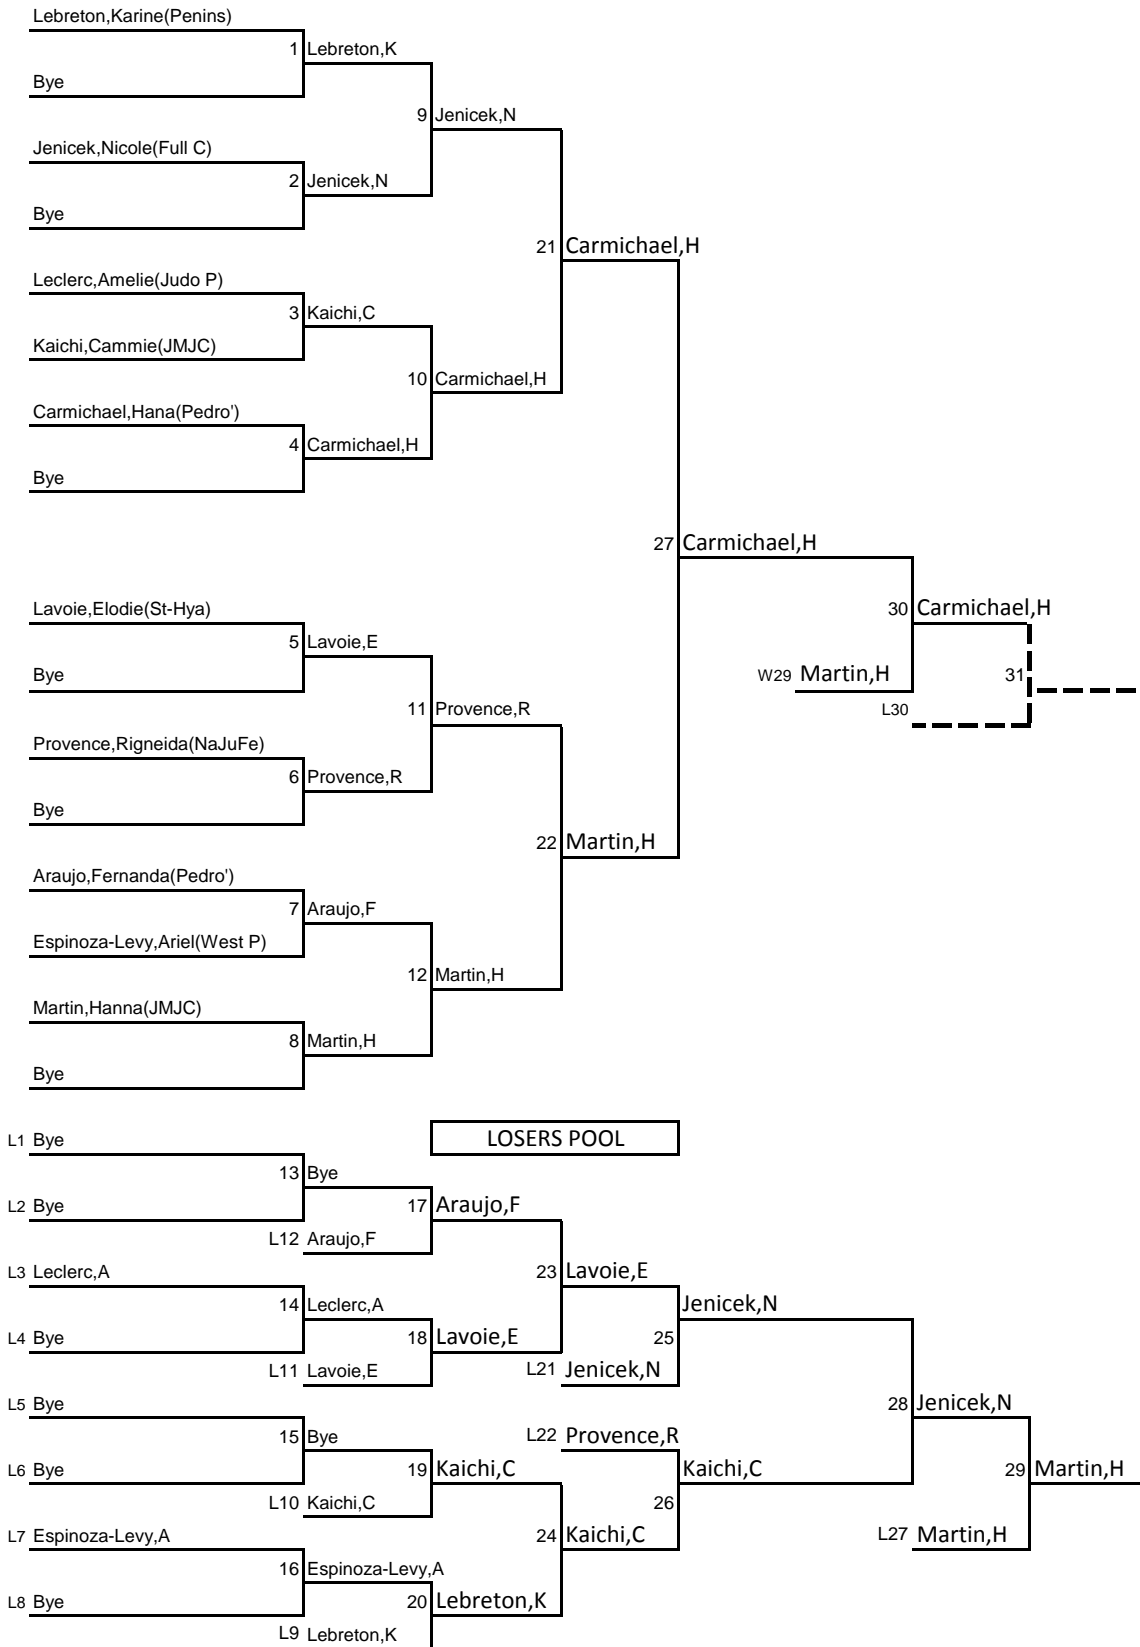 Lebreton,Karine(Penins)
1 Lebreton,K
Bye
9 Jenicek,N
Jenicek,Nicole(Full C)
2 Jenicek,N
Bye
21 Carmichael,H
Leclerc,Amelie(Judo P)
3 Kaichi,C
Kaichi,Cammie(JMJC)
10 Carmichael,H
Carmichael,Hana(Pedro')
4 Carmichael,H
Bye
27 Carmichael,H
Lavoie,Elodie(St-Hya)
30 Carmichael,H
5 Lavoie,E
Bye
W29 Martin,H
31
11 Provence,R
L30
Provence,Rigneida(NaJuFe)
6 Provence,R
Bye
22 Martin,H
Araujo,Fernanda(Pedro')
7 Araujo,F
Espinoza-Levy,Ariel(West P)
12 Martin,H
Martin,Hanna(JMJC)
8 Martin,H
Bye
L1 Bye
LOSERS POOL
13 Bye
L2 Bye
17 Araujo,F
L12 Araujo,F
L3 Leclerc,A
23 Lavoie,E
14 Leclerc,A
Jenicek,N
L4 Bye
18 Lavoie,E
25
L11 Lavoie,E
L21 Jenicek,N
L5 Bye
28 Jenicek,N
15 Bye
L22 Provence,R
L6 Bye
19 Kaichi,C
Kaichi,C
29 Martin,H
L10 Kaichi,C
26
L7 Espinoza-Levy,A
24 Kaichi,C
L27 Martin,H
16 Espinoza-Levy,A
L8 Bye
20 Lebreton,K
L9 Lebreton,K